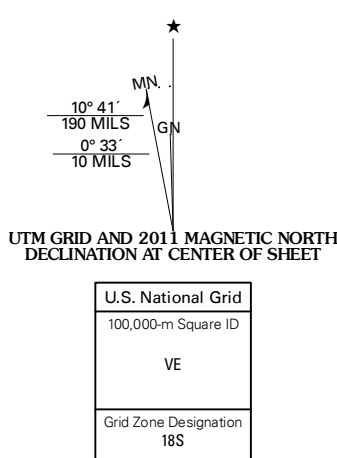 ★
MN
10° 41´
190 MILS
GN
0° 33´
10 MILS
UTM GRID AND 2011 MAGNETIC NORTH
DECLINATION AT CENTER OF SHEET
U.S. National Grid
100,000-m Square ID
VE
Grid Zone Designation
18S